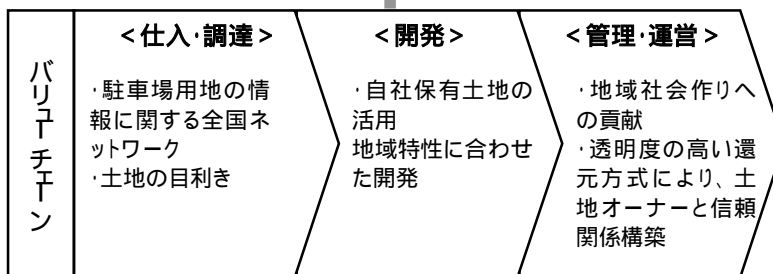 バリューチェーン
＜仕入・調達＞
・駐車場用地の情
報に関する全国ネ
ットワーク
・土地の目利き
＜開発＞
・自社保有土地の
活用
地域特性に合わせ
た開発
＜管理・運営＞
・地域社会作りへ
の貢献
・透明度の高い還
元方式により、土
地オーナーと信頼
関係構築